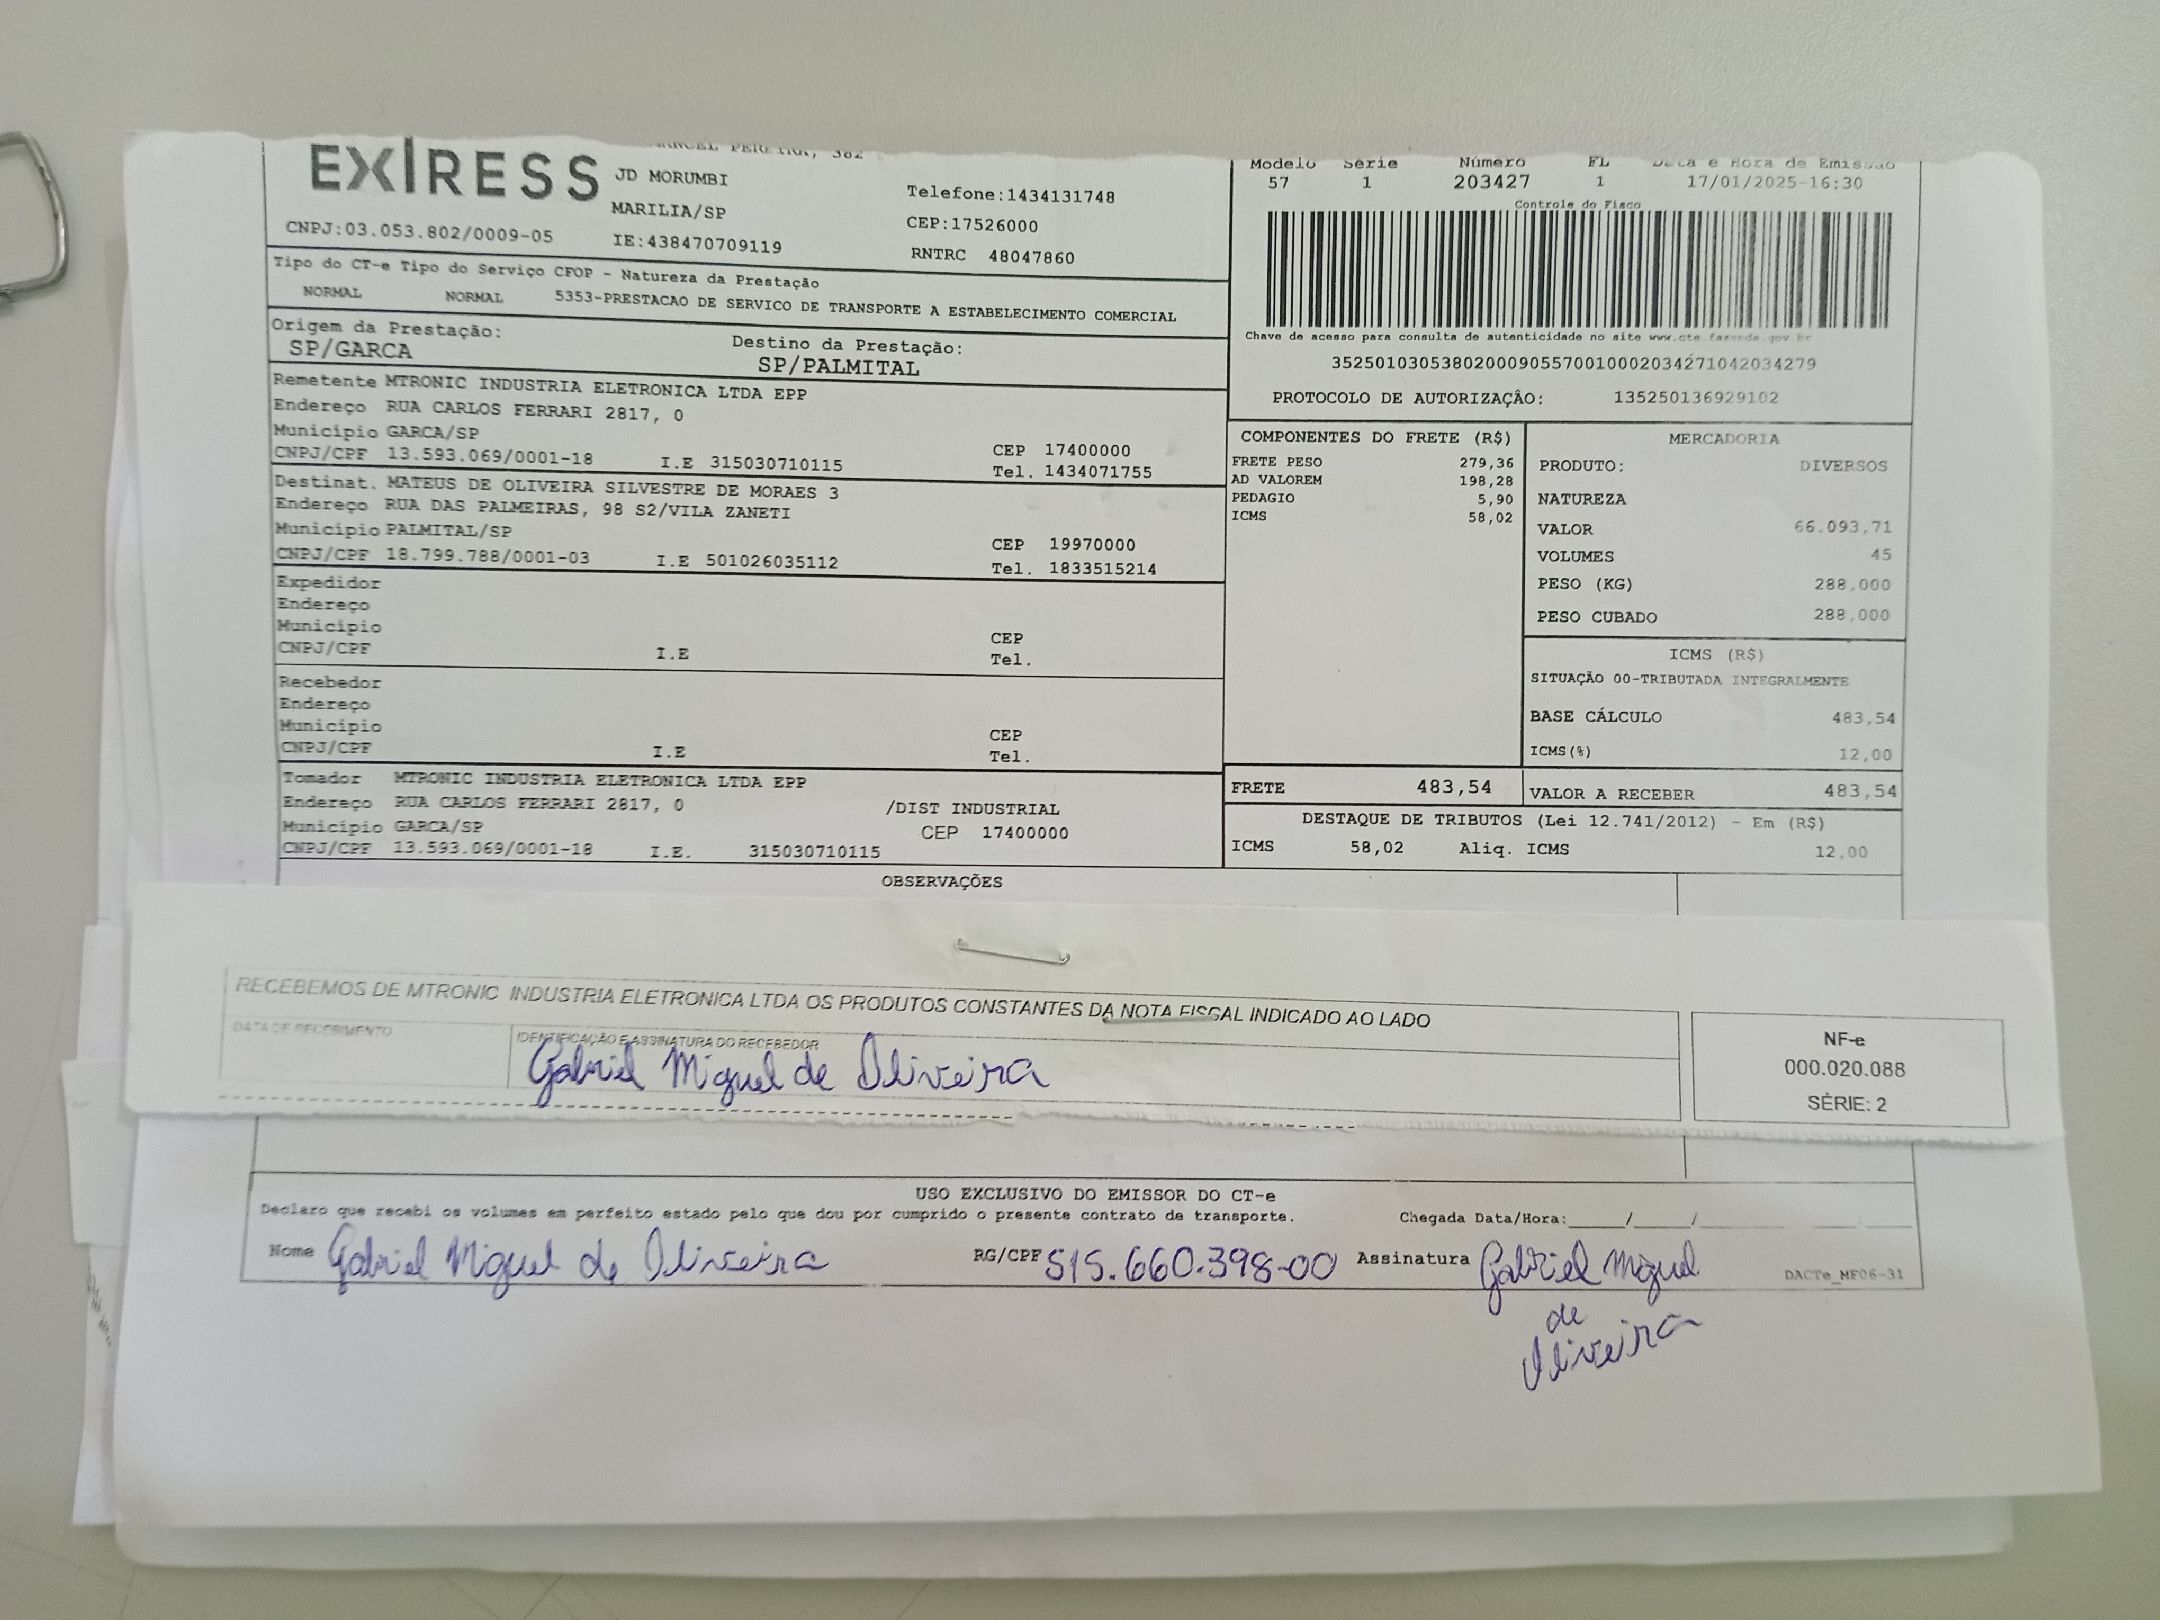 EXIRESS
JD MORUMBI
MARILIA/SP
CNPJ:03.053.802/0009-05 IE:438470709119
Telefone:1434131748
CEP:17526000
RNTRC 48047860
Modelo Série Número FL Data e Hora de Emissão
57 1 203427 1 17/01/2025-16:30
Controle do Fisco
Chave de acesso para consulta de autenticidade no site www.cte.fazenda.gov.br
35250103053802000905570010002034271042034279
PROTOCOLO DE AUTORIZAÇÃO: 135250136929102
Tipo do CT-e Tipo do Serviço CFOP - Natureza da Prestação
NORMAL NORMAL 5353-PRESTACAO DE SERVICO DE TRANSPORTE A ESTABELECIMENTO COMERCIAL
Origem da Prestação: Destino da Prestação:
SP/GARCA SP/PALMITAL
Remetente MTRONIC INDUSTRIA ELETRONICA LTDA EPP
Endereço RUA CARLOS FERRARI 2817, 0
Município GARCA/SP CEP 17400000
CNPJ/CPF 13.593.069/0001-18 I.E 315030710115 Tel. 1434071755
Destinat. MATEUS DE OLIVEIRA SILVESTRE DE MORAES 3
Endereço RUA DAS PALMEIRAS, 98 S2/VILA ZANETI
Município PALMITAL/SP CEP 19970000
CNPJ/CPF 18.799.788/0001-03 I.E 501026035112 Tel. 1833515214
Expedidor
Endereço
Município CEP
CNPJ/CPF I.E Tel.
Recebedor
Endereço
Município CEP
CNPJ/CPF I.E Tel.
Tomador MTRONIC INDUSTRIA ELETRONICA LTDA EPP
Endereço RUA CARLOS FERRARI 2817, 0 /DIST INDUSTRIAL
Município GARCA/SP CEP 17400000
CNPJ/CPF 13.593.069/0001-18 I.E. 315030710115
COMPONENTES DO FRETE (R$)
FRETE PESO 279,36
AD VALOREM 198,28
PEDAGIO 5,90
ICMS 58,02
MERCADORIA
PRODUTO: DIVERSOS
NATUREZA
VALOR 66.093,71
VOLUMES 45
PESO (KG) 288,000
PESO CUBADO 288,000
ICMS (R$)
SITUAÇÃO 00-TRIBUTADA INTEGRALMENTE
BASE CÁLCULO 483,54
ICMS(%) 12,00
FRETE 483,54 VALOR A RECEBER 483,54
DESTAQUE DE TRIBUTOS (Lei 12.741/2012) - Em (R$)
ICMS 58,02 Aliq. ICMS 12,00
OBSERVAÇÕES
RECEBEMOS DE MTRONIC INDUSTRIA ELETRONICA LTDA OS PRODUTOS CONSTANTES DA NOTA FISCAL INDICADO AO LADO
DATA DE RECEBIMENTO IDENTIFICAÇÃO E ASSINATURA DO RECEBEDOR
Gabriel Miguel de Oliveira
NF-e
000.020.088
SÉRIE: 2
USO EXCLUSIVO DO EMISSOR DO CT-e
Declaro que recebi os volumes em perfeito estado pelo que dou por cumprido o presente contrato de transporte. Chegada Data/Hora:_____/_____/__________:_____
Nome Gabriel Miguel de Oliveira RG/CPF 515.660.398-00 Assinatura Gabriel Miguel
de
Oliveira
DACTe_MF06-31